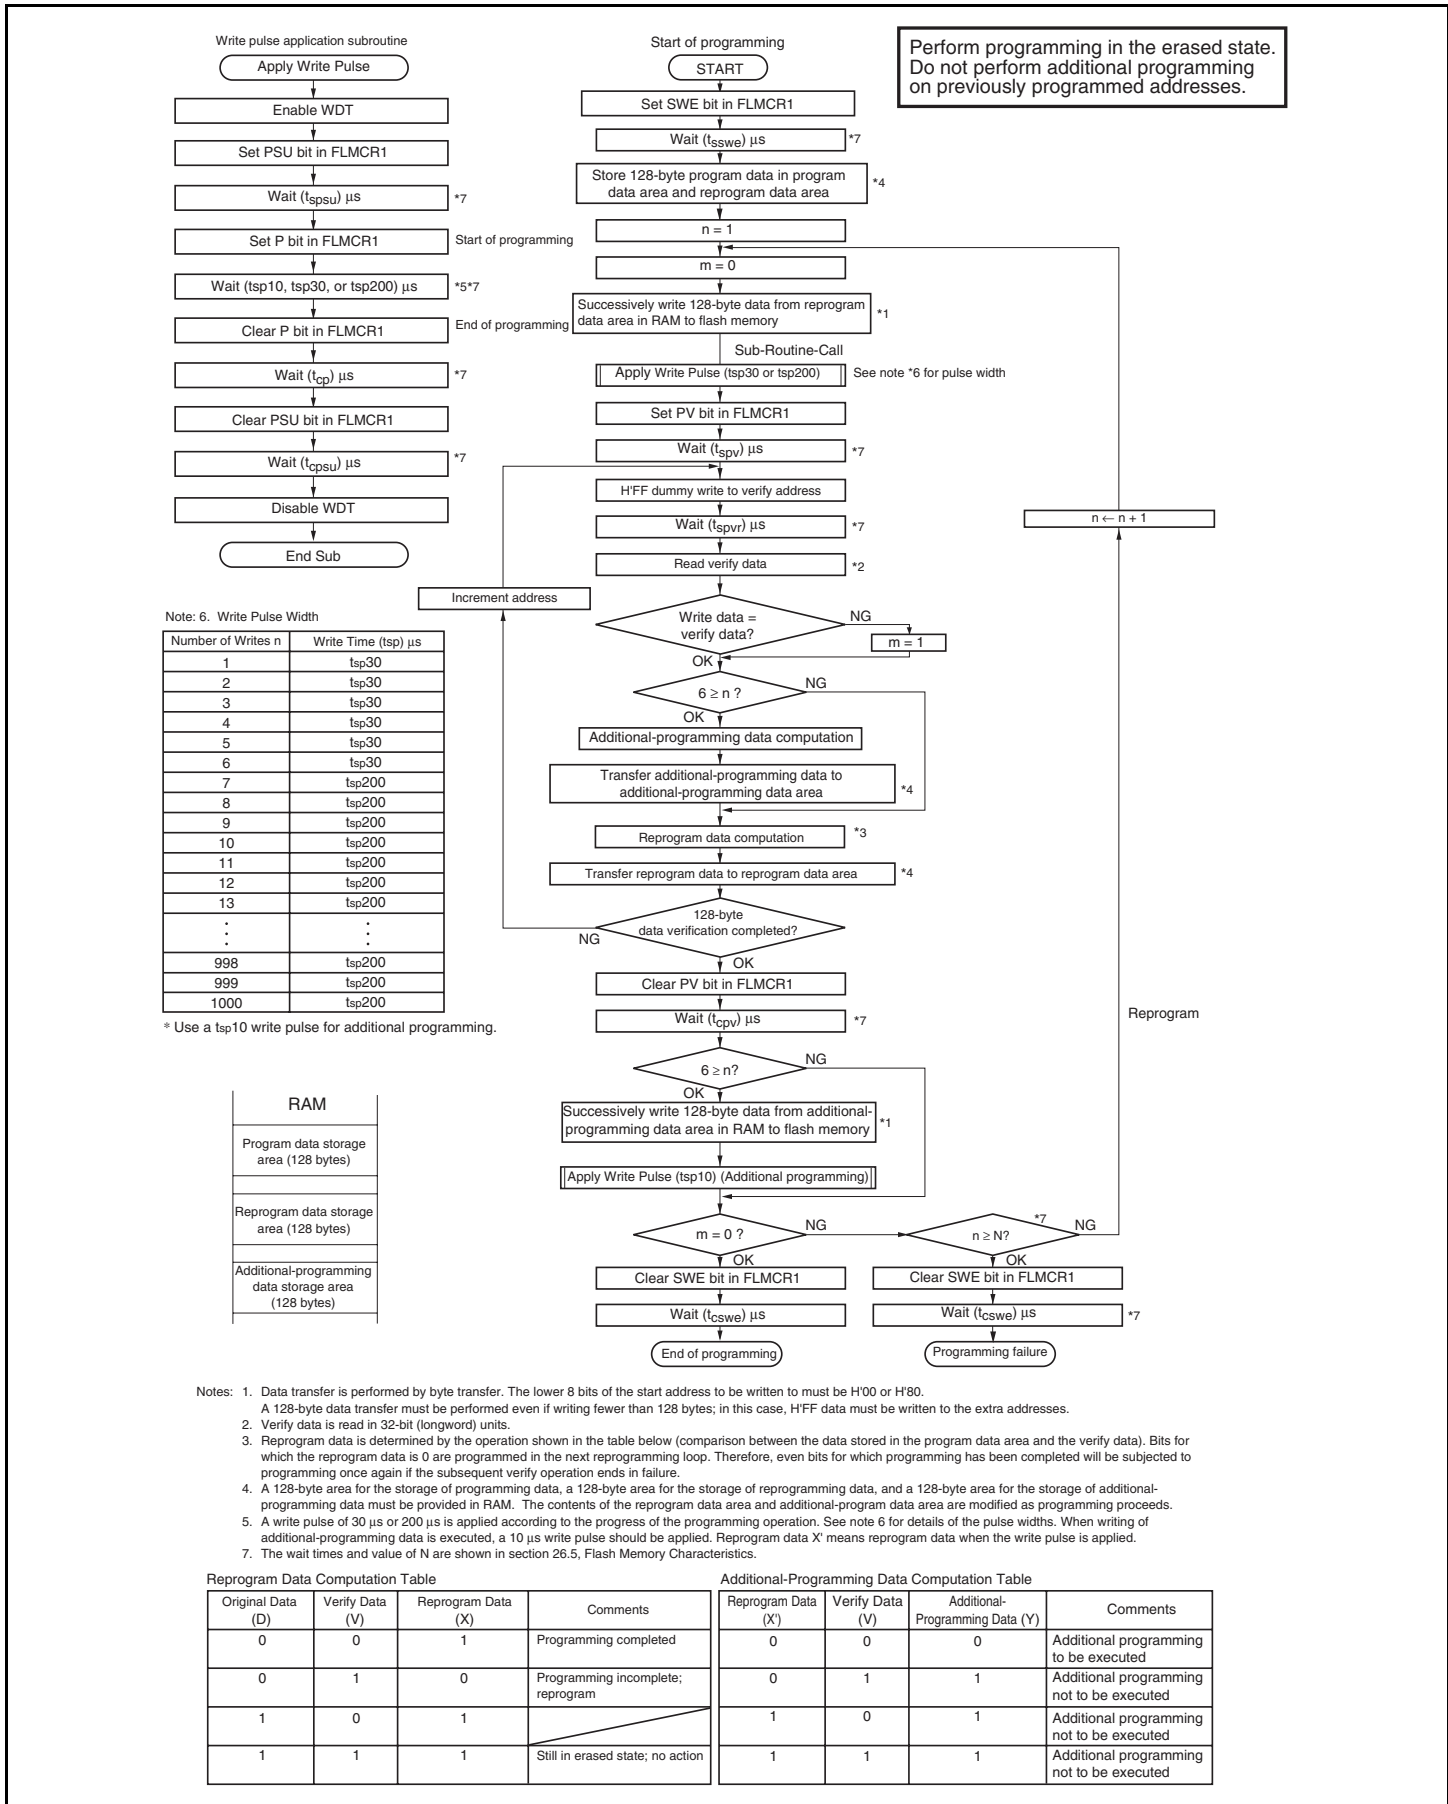 Write pulse application subroutine
Apply Write Pulse
Enable WDT
Set PSU bit in FLMCR1
Wait (tspsu) μs
*7
Set P bit in FLMCR1
Start of programming
Wait (tsp10, tsp30, or tsp200) μs
*5*7
Clear P bit in FLMCR1
End of programming
Wait (tcp) μs
*7
Clear PSU bit in FLMCR1
Wait (tcpsu) μs
*7
Disable WDT
End Sub
Start of programming
START
Set SWE bit in FLMCR1
Wait (tsswe) μs
*7
Store 128-byte program data in program
data area and reprogram data area
*4
n = 1
m = 0
Successively write 128-byte data from reprogram
data area in RAM to flash memory
*1
Sub-Routine-Call
Apply Write Pulse (tsp30 or tsp200)
See note *6 for pulse width
Set PV bit in FLMCR1
Wait (tspv) μs
*7
H'FF dummy write to verify address
Wait (tspvr) μs
*7
Read verify data
*2
Increment address
Write data =
verify data?
NG
m = 1
OK
6 ≥ n ?
NG
OK
Additional-programming data computation
Transfer additional-programming data to
additional-programming data area
*4
Reprogram data computation
*3
Transfer reprogram data to reprogram data area
*4
128-byte
data verification completed?
NG
OK
Clear PV bit in FLMCR1
Wait (tcpv) μs
*7
6 ≥ n?
NG
OK
Successively write 128-byte data from additional-
programming data area in RAM to flash memory
*1
Apply Write Pulse (tsp10) (Additional programming)
m = 0 ?
NG
OK
Clear SWE bit in FLMCR1
Wait (tcswe) μs
End of programming
*7
n ≥ N?
NG
OK
Clear SWE bit in FLMCR1
Wait (tcswe) μs
*7
Programming failure
n ← n + 1
Reprogram
Perform programming in the erased state.
Do not perform additional programming
on previously programmed addresses.
Note: 6. Write Pulse Width
Number of Writes n Write Time (tsp) μs
1 tsp30
2 tsp30
3 tsp30
4 tsp30
5 tsp30
6 tsp30
7 tsp200
8 tsp200
9 tsp200
10 tsp200
11 tsp200
12 tsp200
13 tsp200
998 tsp200
999 tsp200
1000 tsp200
* Use a tsp10 write pulse for additional programming.
RAM
Program data storage
area (128 bytes)
Reprogram data storage
area (128 bytes)
Additional-programming
data storage area
(128 bytes)
Notes: 1. Data transfer is performed by byte transfer. The lower 8 bits of the start address to be written to must be H'00 or H'80.
A 128-byte data transfer must be performed even if writing fewer than 128 bytes; in this case, H'FF data must be written to the extra addresses.
2. Verify data is read in 32-bit (longword) units.
3. Reprogram data is determined by the operation shown in the table below (comparison between the data stored in the program data area and the verify data). Bits for
which the reprogram data is 0 are programmed in the next reprogramming loop. Therefore, even bits for which programming has been completed will be subjected to
programming once again if the subsequent verify operation ends in failure.
4. A 128-byte area for the storage of programming data, a 128-byte area for the storage of reprogramming data, and a 128-byte area for the storage of additional-
programming data must be provided in RAM. The contents of the reprogram data area and additional-program data area are modified as programming proceeds.
5. A write pulse of 30 μs or 200 μs is applied according to the progress of the programming operation. See note 6 for details of the pulse widths. When writing of
additional-programming data is executed, a 10 μs write pulse should be applied. Reprogram data X' means reprogram data when the write pulse is applied.
7. The wait times and value of N are shown in section 26.5, Flash Memory Characteristics.
Reprogram Data Computation Table
Original Data Verify Data Reprogram Data Comments
(D) (V) (X)
0 0 1 Programming completed
0 1 0 Programming incomplete;
reprogram
1 0 1
1 1 1 Still in erased state; no action
Additional-Programming Data Computation Table
Reprogram Data Verify Data Additional- Comments
(X') (V) Programming Data (Y)
0 0 0 Additional programming
to be executed
0 1 1 Additional programming
not to be executed
1 0 1 Additional programming
not to be executed
1 1 1 Additional programming
not to be executed